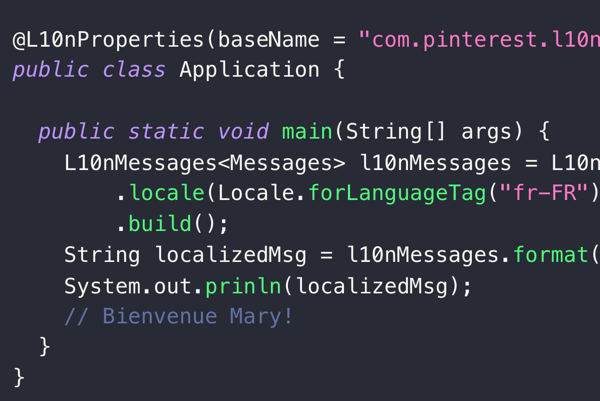 @L10nProperties(baseName = "com.pinterest.l10n
public class Application {
public static void main(String[] args) {
L10nMessages<Messages> l10nMessages = L10n
.locale(Locale.forLanguageTag("fr-FR")
.build();
String localizedMsg = l10nMessages.format(
System.out.prinln(localizedMsg);
// Bienvenue Mary!
}
}